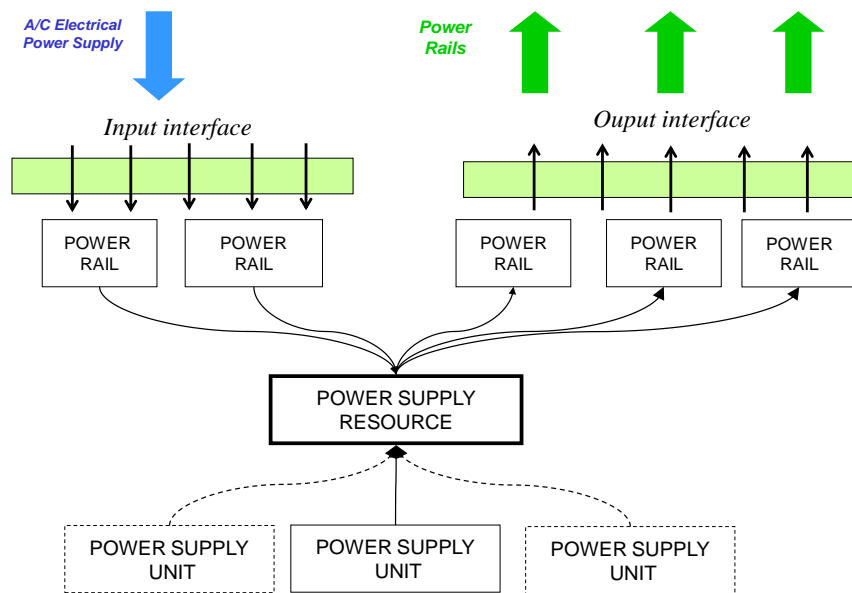 A/C Electrical
Power Supply
Power
Rails
Input interface
Ouput interface
POWER
RAIL
POWER
RAIL
POWER
RAIL
POWER
RAIL
POWER
RAIL
POWER SUPPLY
RESOURCE
POWER SUPPLY
UNIT
POWER SUPPLY
UNIT
POWER SUPPLY
UNIT